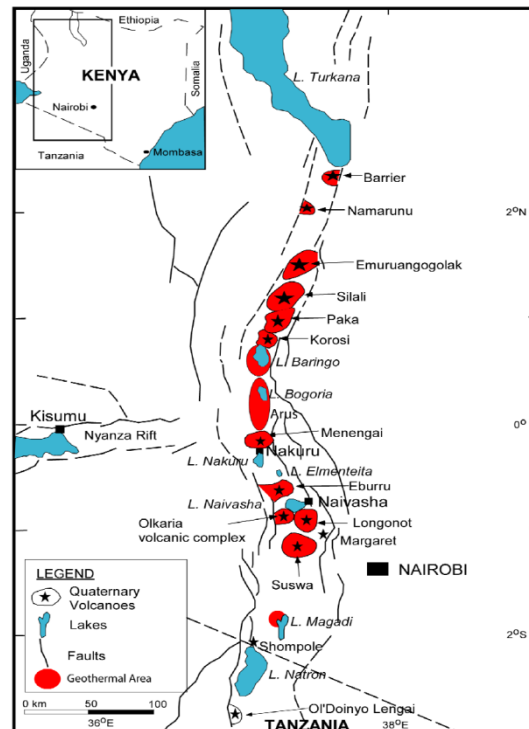 Ethiopia
Uganda
KENYA
Somalia
Nairobi
Tanzania
Mombasa
L. Turkana
Barrier
Namarunu
2°N
Emuruangogolak
Silali
Paka
Korosi
L. Baringo
L. Bogoria
Arus
Kisumu
0°
Nyanza Rift
Menengai
Nakuru
L. Nakuru
L. Elmenteita
Eburru
L. Naivasha
Naivasha
Olkaria
volcanic complex
Longonot
Margaret
NAIROBI
Suswa
LEGEND
Quaternary
Volcanoes
Lakes
Faults
Geothermal Area
L. Magadi
2°S
Shompole
L. Natron
0 100
km
36°E
Ol'Doinyo Lengai
TANZANIA
38°E